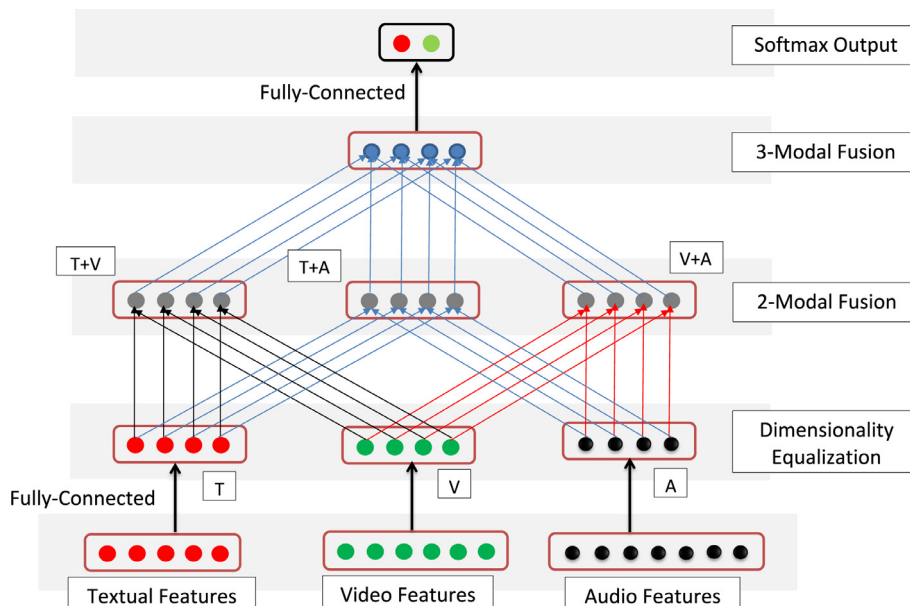 Softmax Output
Fully-Connected
3-Modal Fusion
T+V
T+A
V+A
2-Modal Fusion
Dimensionality
Equalization
T
V
A
Fully-Connected
Textual Features
Video Features
Audio Features